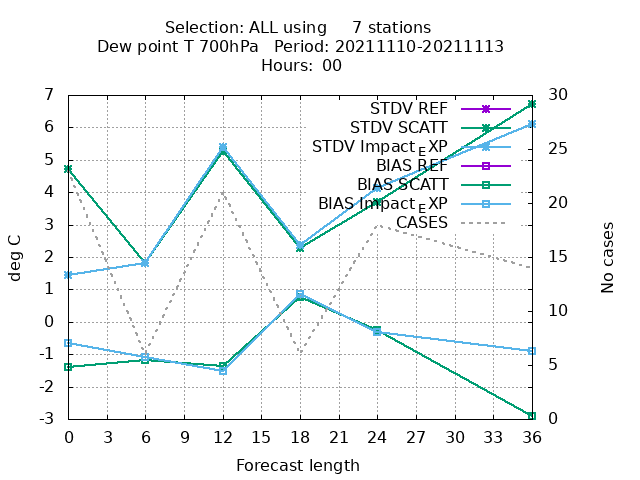 Selection: ALL using     7 stations
Dew point T 700hPa   Period: 20211110-20211113
Hours:  00
7
6
5
4
3
2
1
0
-1
-2
-3
deg C
30
25
20
15
10
5
0
No cases
STDV REF
STDV SCATT
STDV Impact_EXP
BIAS REF
BIAS SCATT
BIAS Impact_EXP
CASES
0 3 6 9 12 15 18 21 24 27 30 33 36
Forecast length